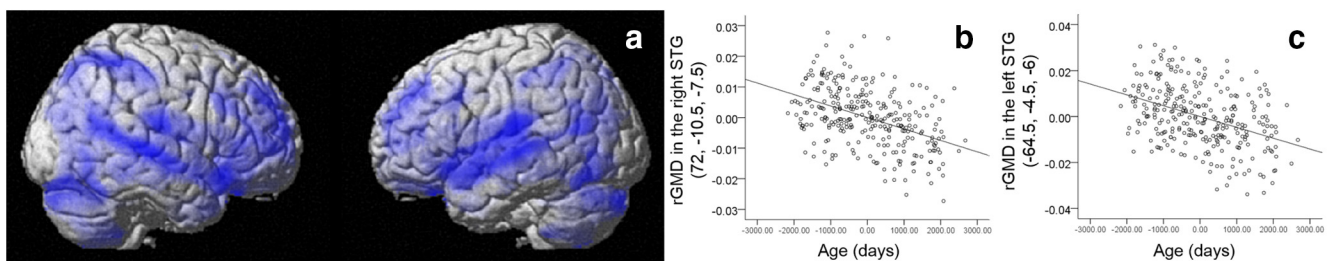 a
b
rGMD in the right STG
(72, -10.5, -7.5)
0.03
0.02
0.01
0.00
-0.01
-0.02
-0.03
-3000.00 -2000.00 -1000.00 0.00 1000.00 2000.00 3000.00
Age (days)
c
rGMD in the left STG
(-64.5, -4.5, -6)
0.04
0.02
0.00
-0.02
-0.04
-3000.00 -2000.00 -1000.00 0.00 1000.00 2000.00 3000.00
Age (days)